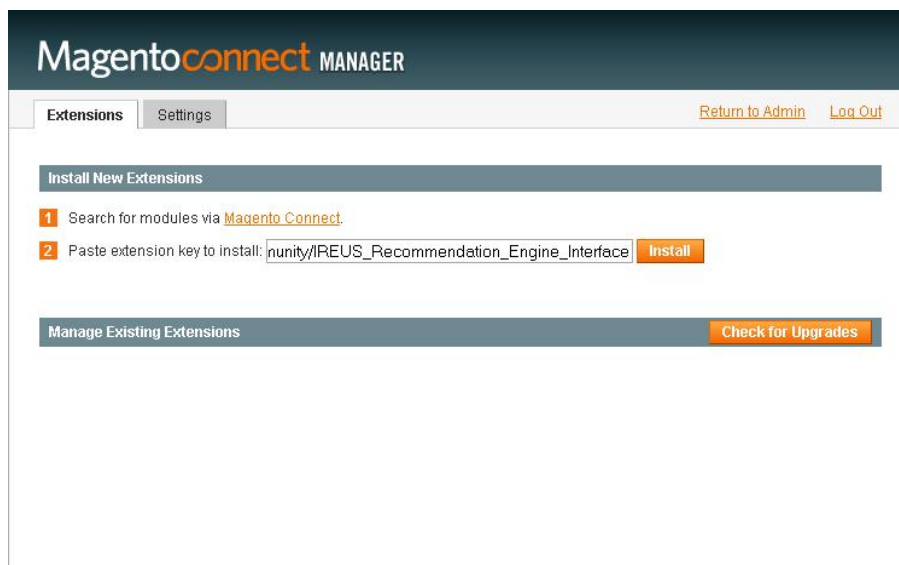 Magentoconnect MANAGER
Extensions Settings Return to Admin Log Out
Install New Extensions
1 Search for modules via Magento Connect.
2 Paste extension key to install: nunity/IREUS_Recommendation_Engine_Interface Install
Manage Existing Extensions Check for Upgrades